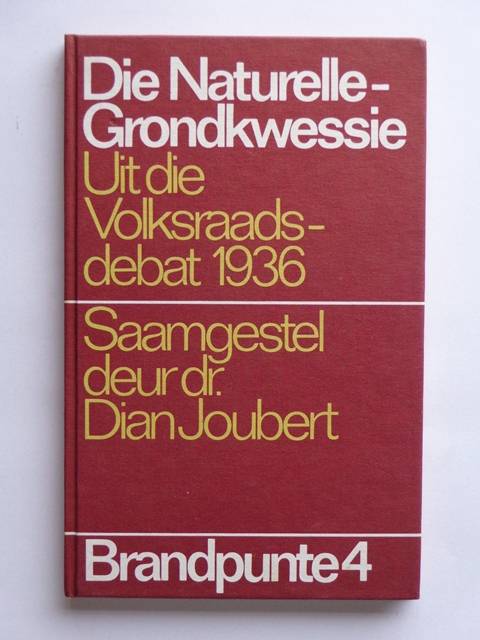 Die Naturelle-
Grondkwessie
Uit die
Volksraads-
debat 1936
Saamgestel
deur dr.
Dian Joubert
Brandpunte 4